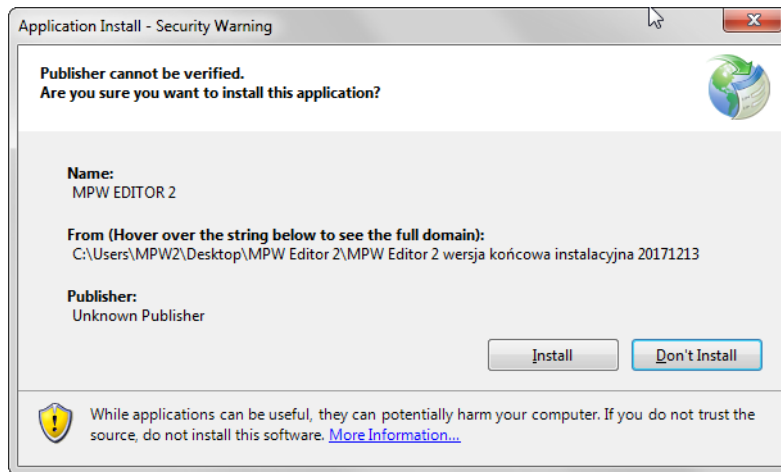 Application Install - Security Warning
Publisher cannot be verified.
Are you sure you want to install this application?
Name:
MPW EDITOR 2
From (Hover over the string below to see the full domain):
C:\Users\MPW2\Desktop\MPW Editor 2\MPW Editor 2 wersja końcowa instalacyjna 20171213
Publisher:
Unknown Publisher
Install
Don't Install
While applications can be useful, they can potentially harm your computer. If you do not trust the
source, do not install this software. More Information...